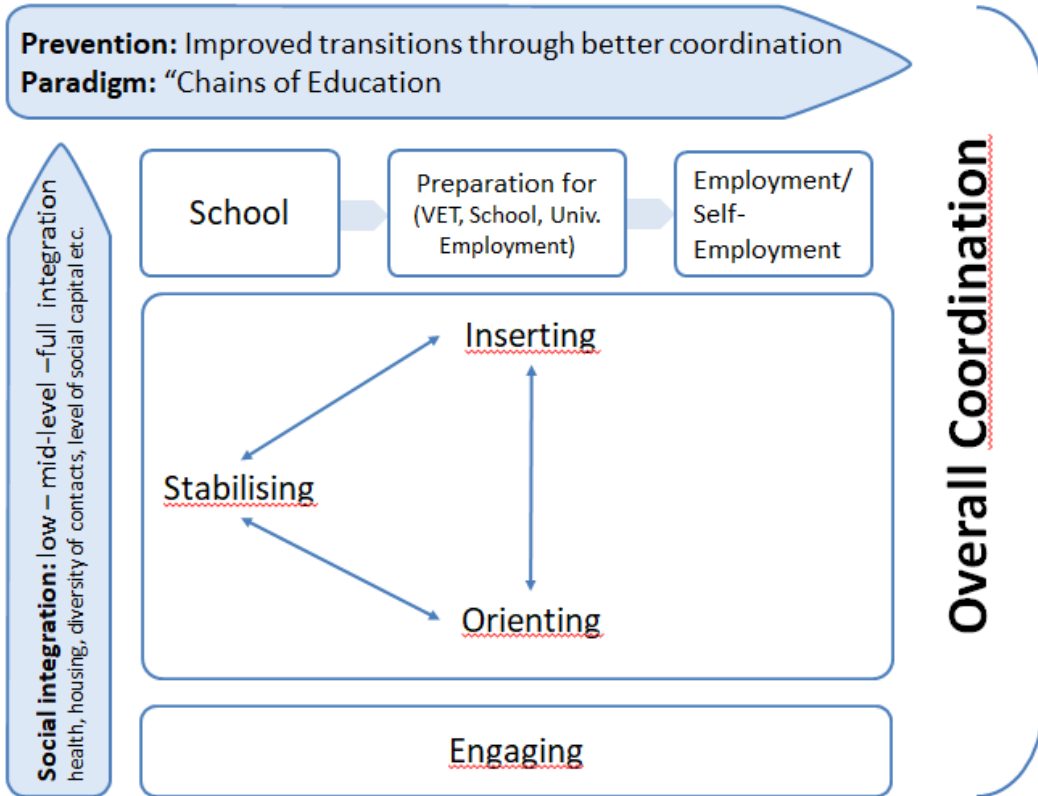 Prevention: Improved transitions through better coordination
Paradigm: “Chains of Education
Social integration: low – mid-level –full integration
health, housing, diversity of contacts, level of social capital etc.
School
Preparation for
(VET, School, Univ.
Employment)
Employment/
Self-
Employment
Inserting
Stabilising
Orienting
Engaging
Overall Coordination